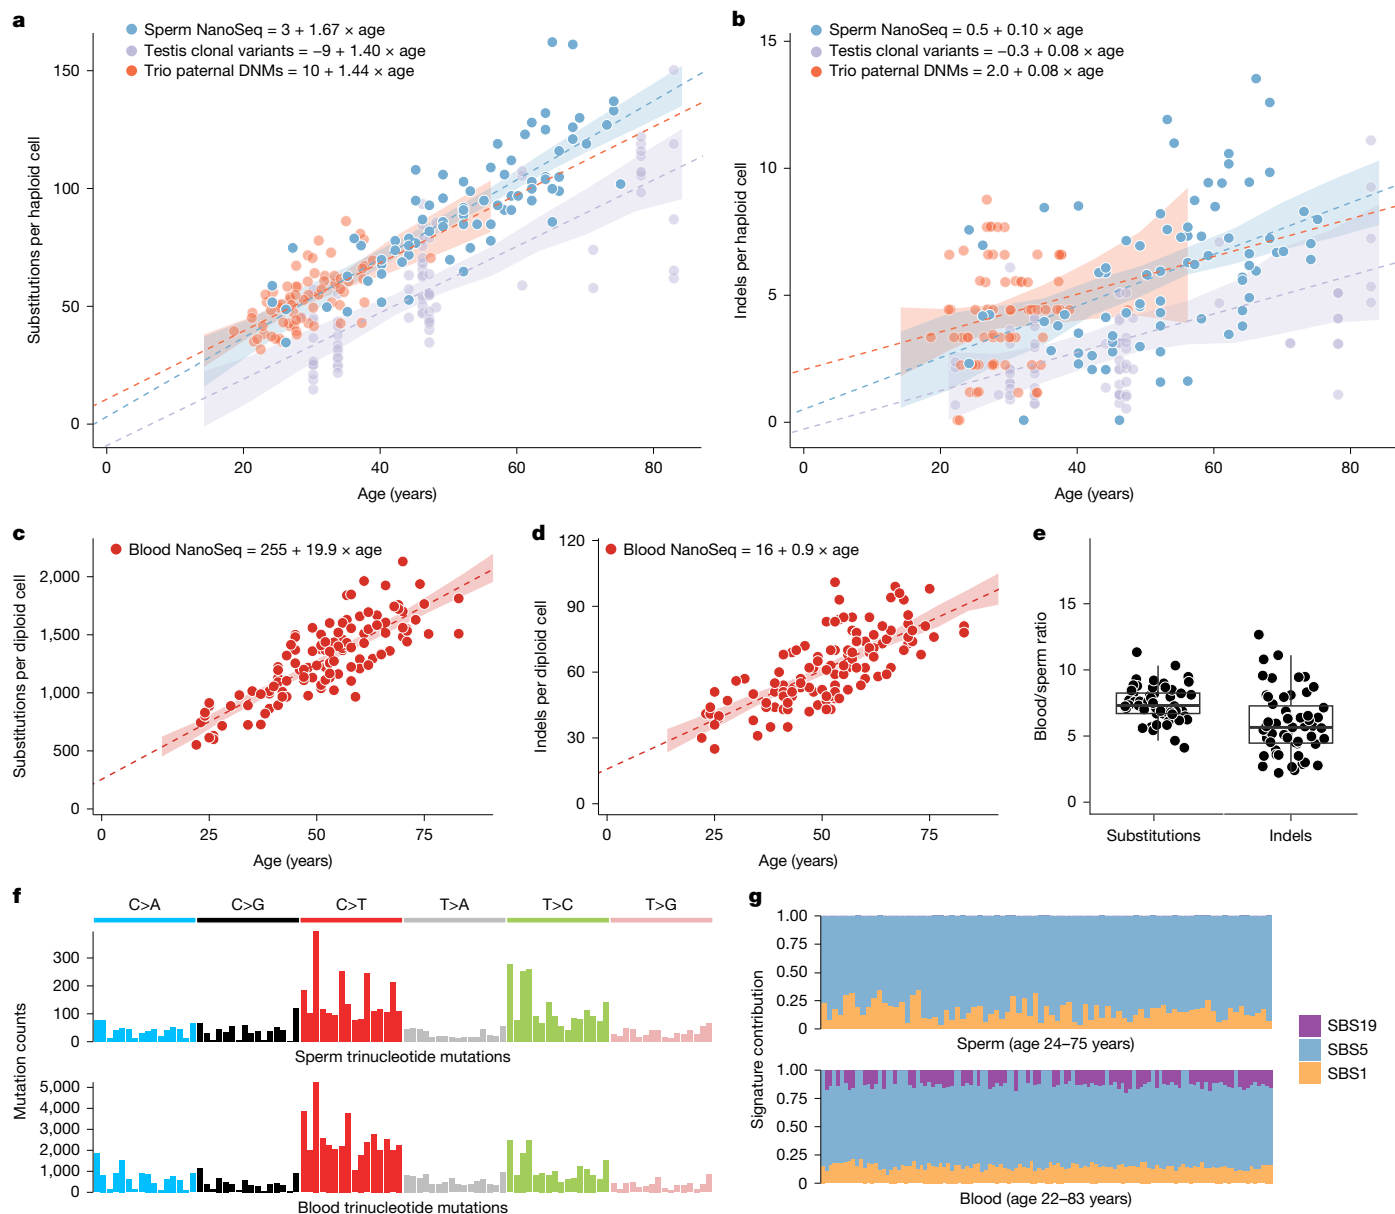 a
Sperm NanoSeq = 3 + 1.67 × age
Testis clonal variants = −9 + 1.40 × age
Trio paternal DNMs = 10 + 1.44 × age
Substitutions per haploid cell
150
100
50
0
0 20 40 60 80
Age (years)
b
Sperm NanoSeq = 0.5 + 0.10 × age
Testis clonal variants = −0.3 + 0.08 × age
Trio paternal DNMs = 2.0 + 0.08 × age
Indels per haploid cell
15
10
5
0
0 20 40 60 80
Age (years)
c
Blood NanoSeq = 255 + 19.9 × age
Substitutions per diploid cell
2,000
1,500
1,000
500
0
0 25 50 75
Age (years)
d
Blood NanoSeq = 16 + 0.9 × age
Indels per diploid cell
120
90
60
30
0
0 25 50 75
Age (years)
e
Blood/sperm ratio
15
10
5
0
Substitutions Indels
f
C>A C>G C>T T>A T>C T>G
Mutation counts
300
200
100
0
Sperm trinucleotide mutations
5,000
4,000
3,000
2,000
1,000
0
Blood trinucleotide mutations
g
Signature contribution
1.00
0.75
0.50
0.25
0
Sperm (age 24–75 years)
1.00
0.75
0.50
0.25
0
Blood (age 22–83 years)
SBS19
SBS5
SBS1